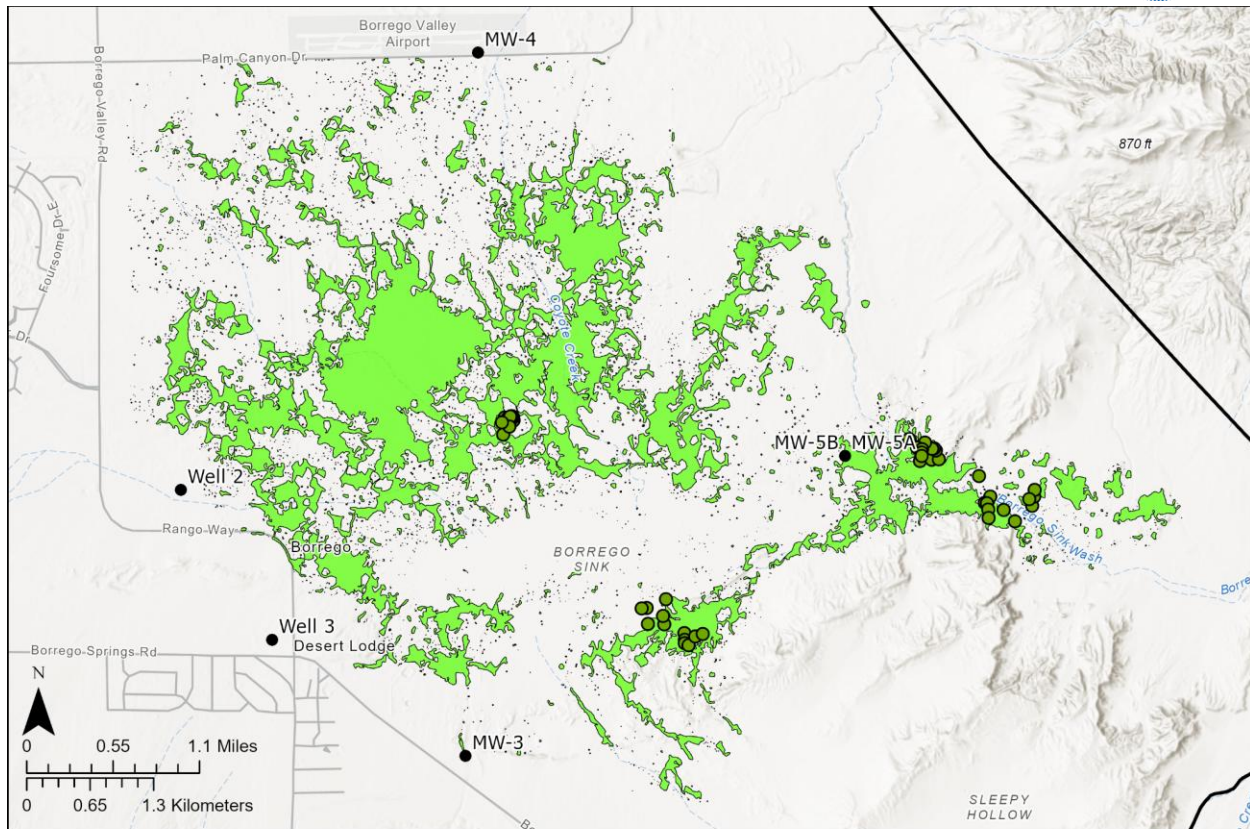 Borrego Valley
Airport
MW-4
Palm Canyon Dr
Borrego-Valley-Rd
870 ft
Foursome Dr E
Dr
Coyote Creek
MW-5B
MW-5A
Well 2
Rango Way
Borrego
BORREGO
SINK
Borrego Sink Wash
Well 3
Desert Lodge
Borrego Springs Rd
N
0
0.55
1.1 Miles
0
0.65
1.3 Kilometers
MW-3
SLEEPY
HOLLOW